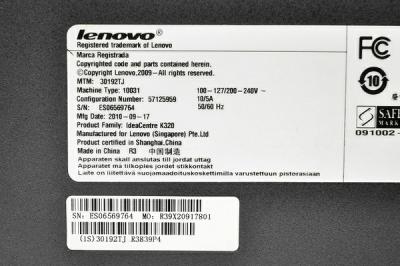 lenovo
Registered trademark of Lenovo
Marca Registrada
Copyrighted code and parts contained
©Copyright Lenovo,2009-All rights reserved.
MTM: 30192TJ
Machine Type: 10031 100-127/200-240V~
Configuration Number: 57125959 10/5A
S/N: ES06569764 50/60 Hz
Mfg Date: 2010-09-17
Product Family: IdeaCentre K320
Manufactured for Lenovo (Singapore) Pte.Ltd
Product certified in Shanghai,China
Made in China R3 中国制造
Apparaten skall anslutas till jordat uttag
Apparatet må tilkoples jordet stikkontakt
Laite on liitettävä suojamaadoituskoskettimilla varustettuun pistorasiaan
FC
10
SAFE
MARK
091002-
SN: ES06569764 MO: R39X20917801
(1S)30192TJ R3839P4